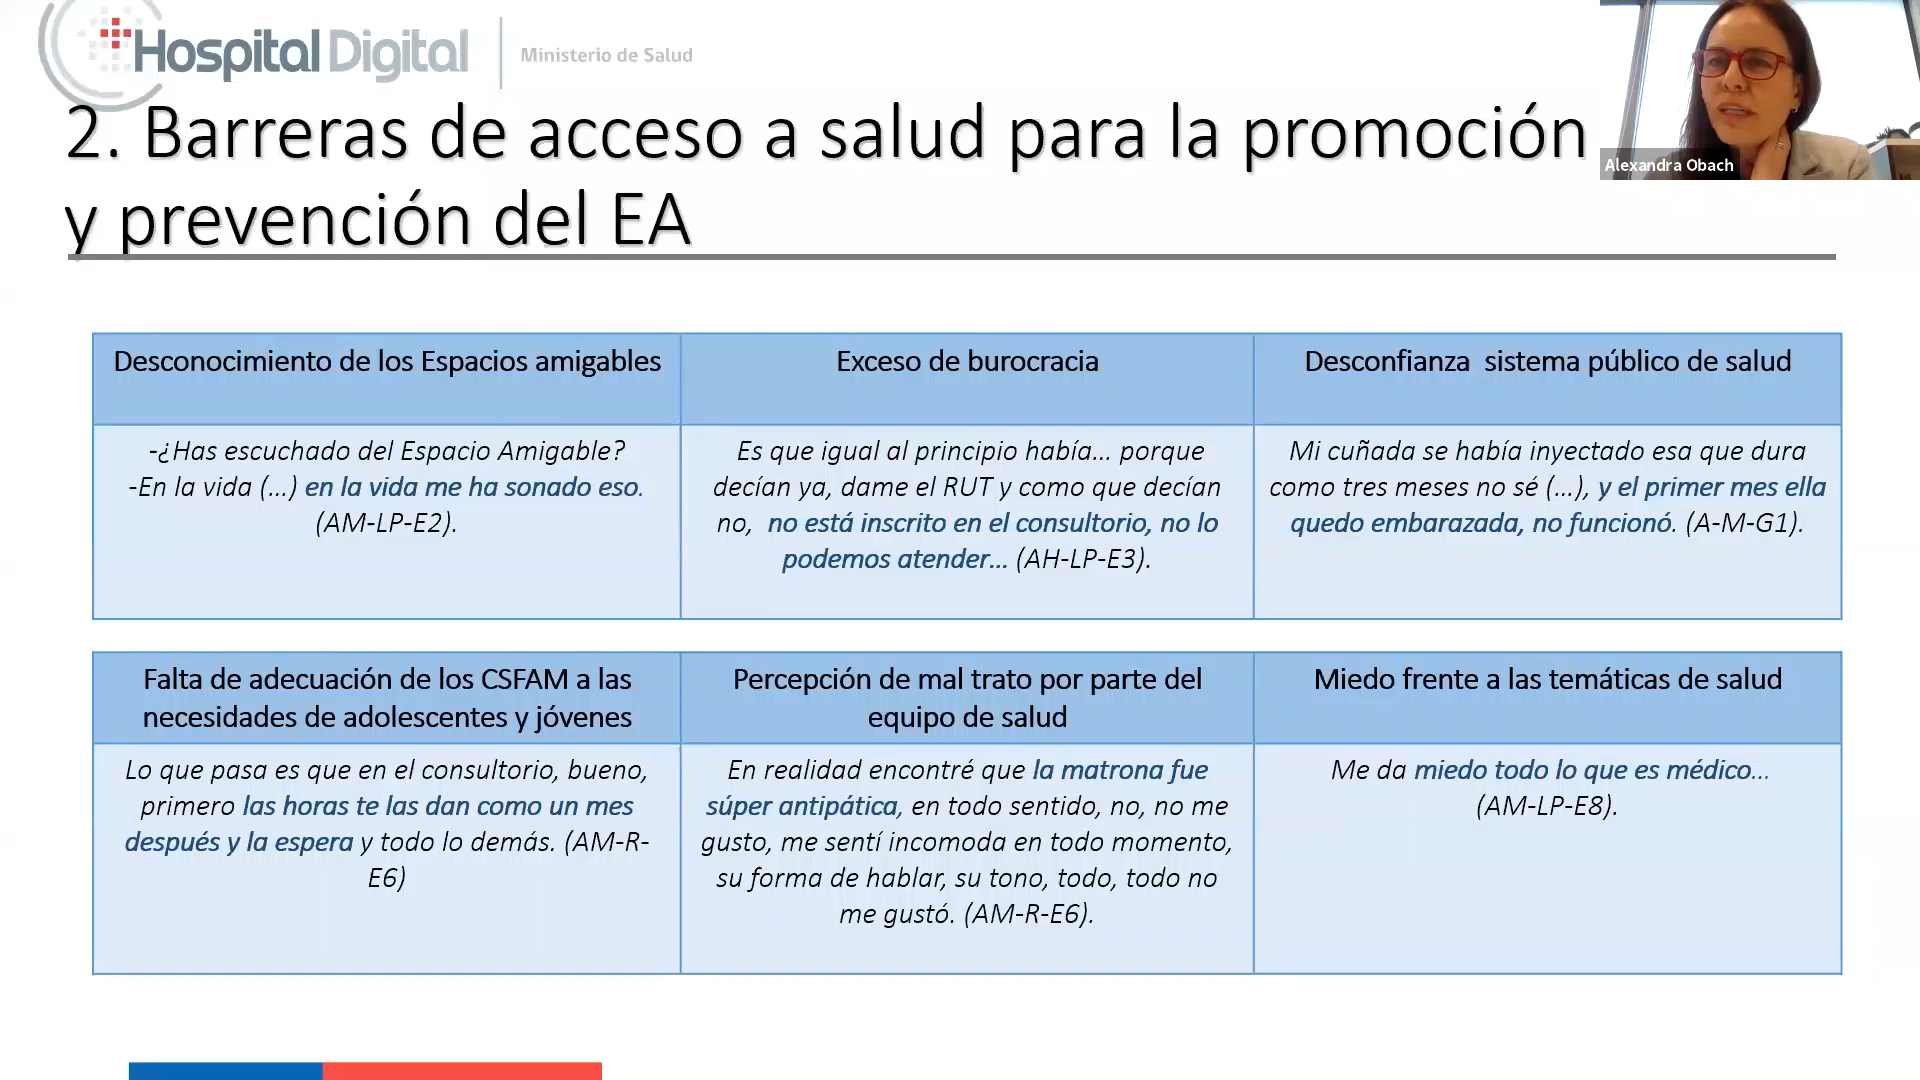 Hospital Digital
Ministerio de Salud
Alexandra Obach
2. Barreras de acceso a salud para la promoción
y prevención del EA
Desconocimiento de los Espacios amigables
-¿Has escuchado del Espacio Amigable?
-En la vida (...) en la vida me ha sonado eso.
(AM-LP-E2).
Exceso de burocracia
Es que igual al principio había... porque
decían ya, dame el RUT y como que decían
no, no está inscrito en el consultorio, no lo
podemos atender... (AH-LP-E3).
Desconfianza sistema público de salud
Mi cuñada se había inyectado esa que dura
como tres meses no sé (...), y el primer mes ella
quedo embarazada, no funcionó. (A-M-G1).
Falta de adecuación de los CSFAM a las
necesidades de adolescentes y jóvenes
Lo que pasa es que en el consultorio, bueno,
primero las horas te las dan como un mes
después y la espera y todo lo demás. (AM-R-
E6)
Percepción de mal trato por parte del
equipo de salud
En realidad encontré que la matrona fue
súper antipática, en todo sentido, no, no me
gusto, me sentí incomoda en todo momento,
su forma de hablar, su tono, todo, todo no
me gustó. (AM-R-E6).
Miedo frente a las temáticas de salud
Me da miedo todo lo que es médico...
(AM-LP-E8).